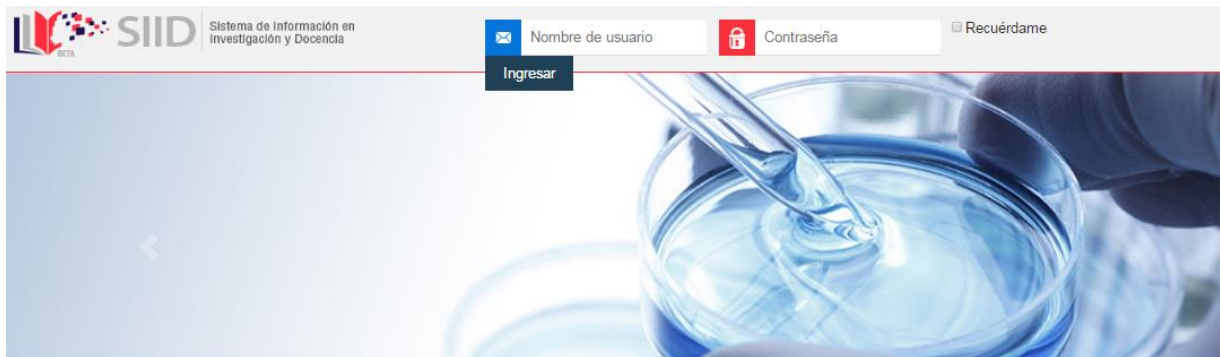 SIID
Sistema de Información en
Investigación y Docencia
BETA
Nombre de usuario
Contraseña
Recuérdame
Ingresar